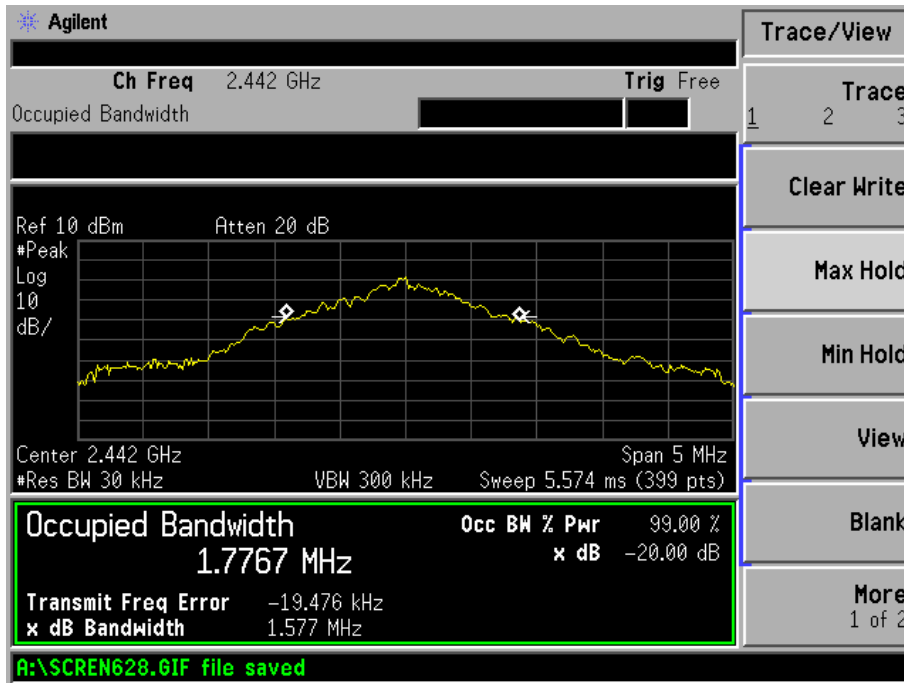 Agilent
Trace/View
Ch Freq 2.442 GHz Trig Free
Occupied Bandwidth
Trace
1 2 3
Clear Write
Max Hold
Min Hold
View
Blank
More
1 of 2
Ref 10 dBm Atten 20 dB
#Peak
Log
10
dB/
Center 2.442 GHz Span 5 MHz
#Res BW 30 kHz VBW 300 kHz Sweep 5.574 ms (399 pts)
Occupied Bandwidth Occ BW % Pwr 99.00 %
1.7767 MHz x dB -20.00 dB
Transmit Freq Error -19.476 kHz
x dB Bandwidth 1.577 MHz
A:\SCREN628.GIF file saved